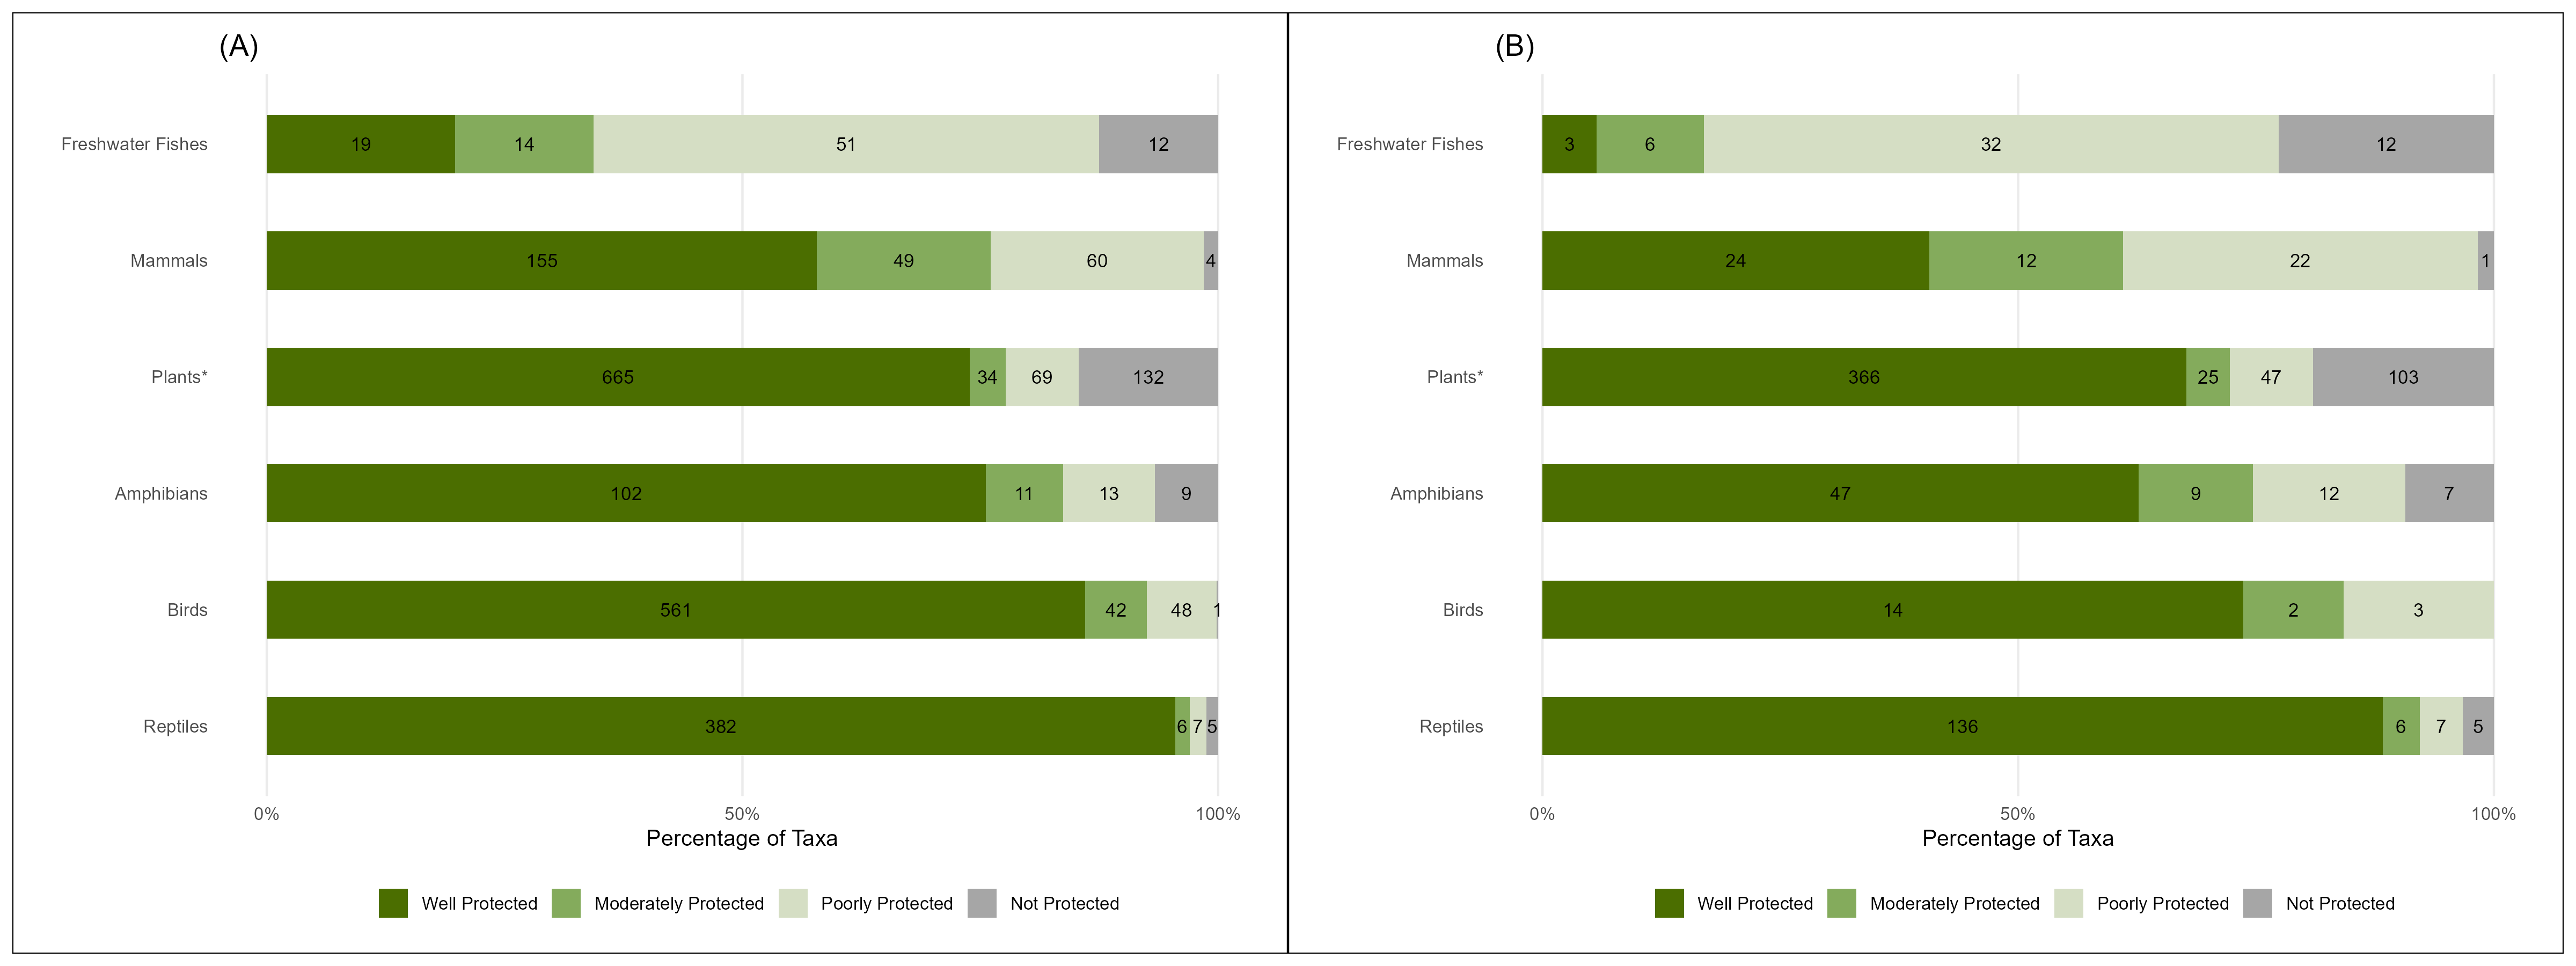 (A)
Freshwater Fishes 19 14 51 12
Mammals 155 49 60 4
Plants* 665 34 69 132
Amphibians 102 11 13 9
Birds 561 42 48 1
Reptiles 382 6 7 5
0% 50% 100%
Percentage of Taxa
Well Protected Moderately Protected Poorly Protected Not Protected
(B)
Freshwater Fishes 3 6 32 12
Mammals 24 12 22 1
Plants* 366 25 47 103
Amphibians 47 9 12 7
Birds 14 2 3
Reptiles 136 6 7 5
0% 50% 100%
Percentage of Taxa
Well Protected Moderately Protected Poorly Protected Not Protected